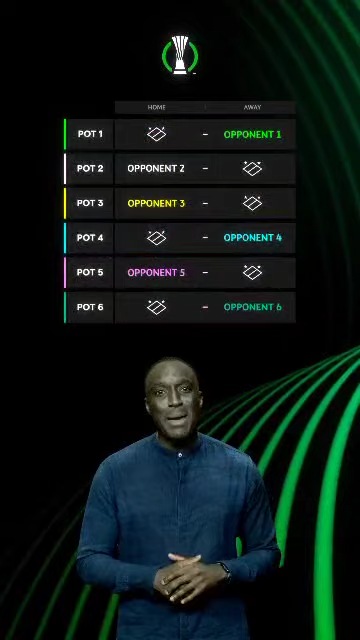 HOME - AWAY
POT 1 - OPPONENT 1
POT 2 OPPONENT 2 -
POT 3 OPPONENT 3 -
POT 4 - OPPONENT 4
POT 5 OPPONENT 5 -
POT 6 - OPPONENT 6